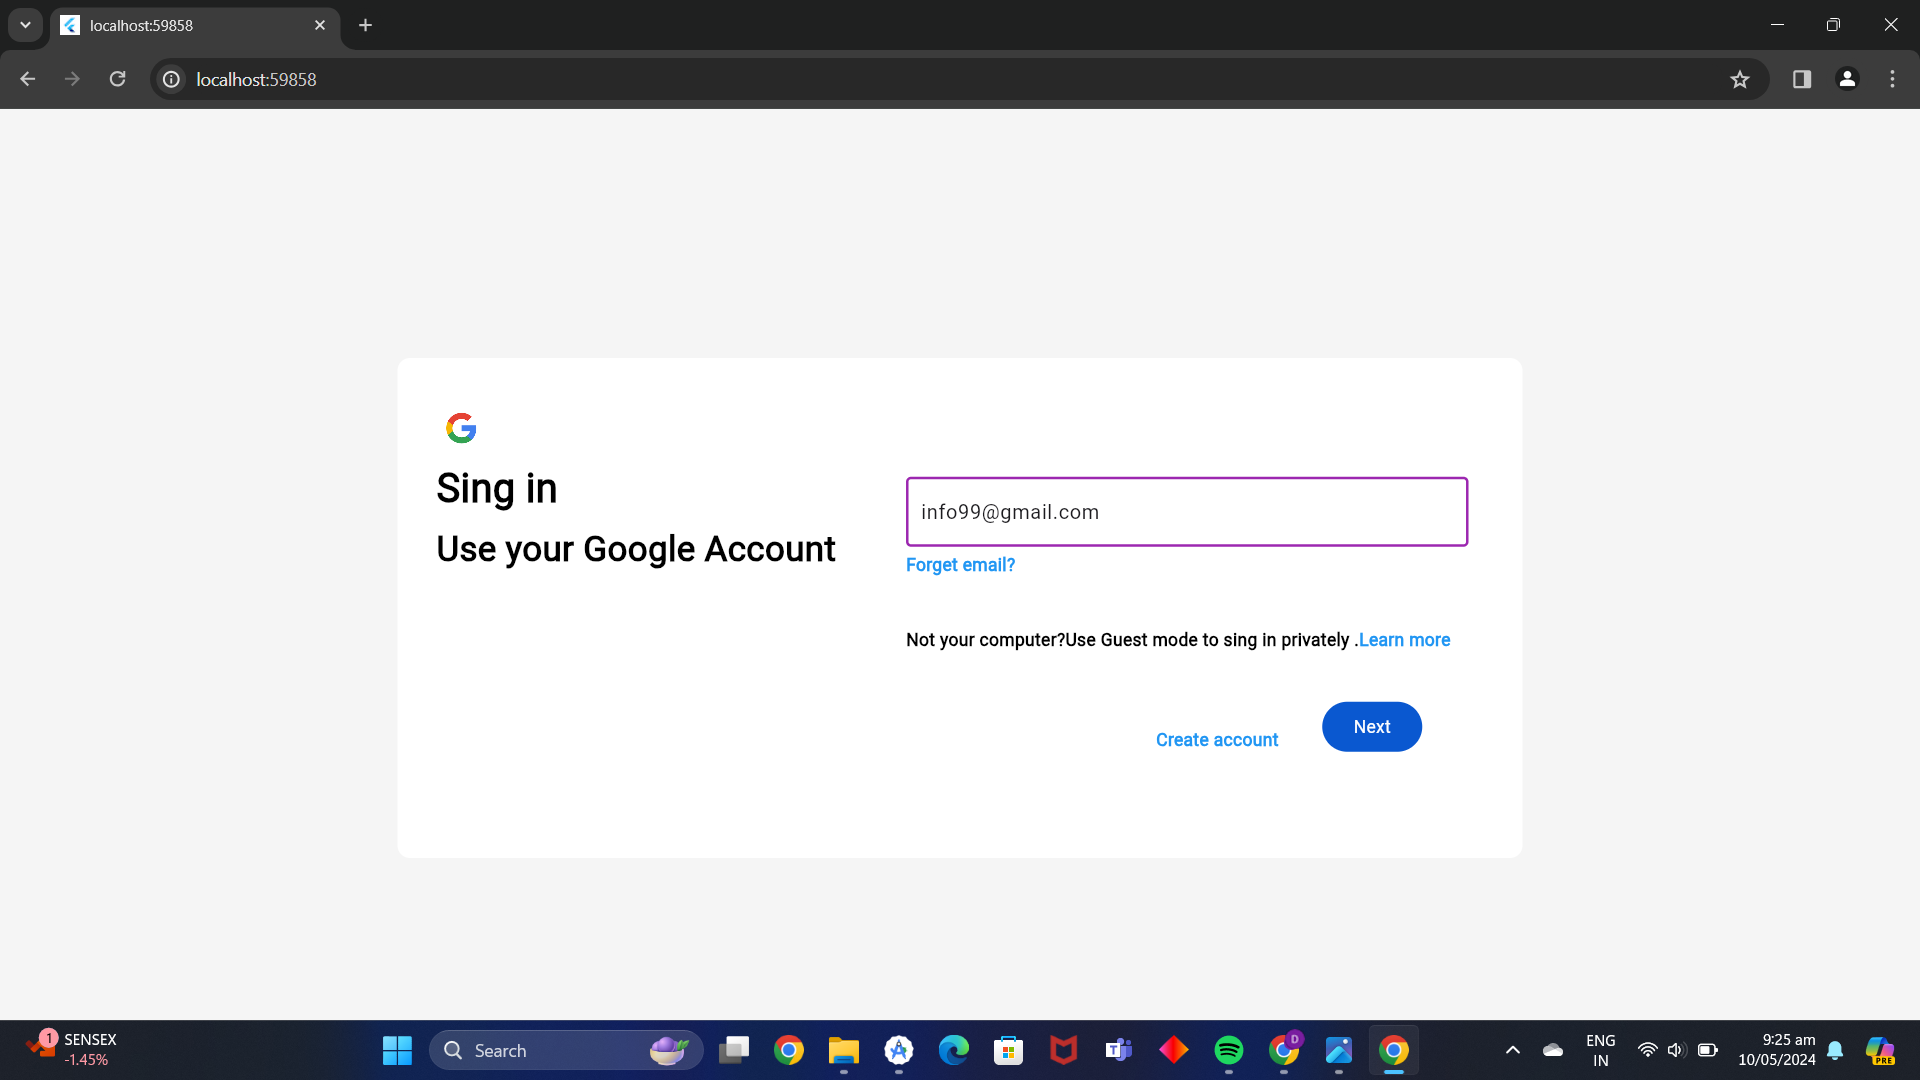 localhost:59858
localhost:59858
Sing in
Use your Google Account
info99@gmail.com
Forget email?
Not your computer?Use Guest mode to sing in privately .Learn more
Create account
Next
1
SENSEX
-1.45%
Search
D
ENG
IN
9:25 am
10/05/2024
PRE